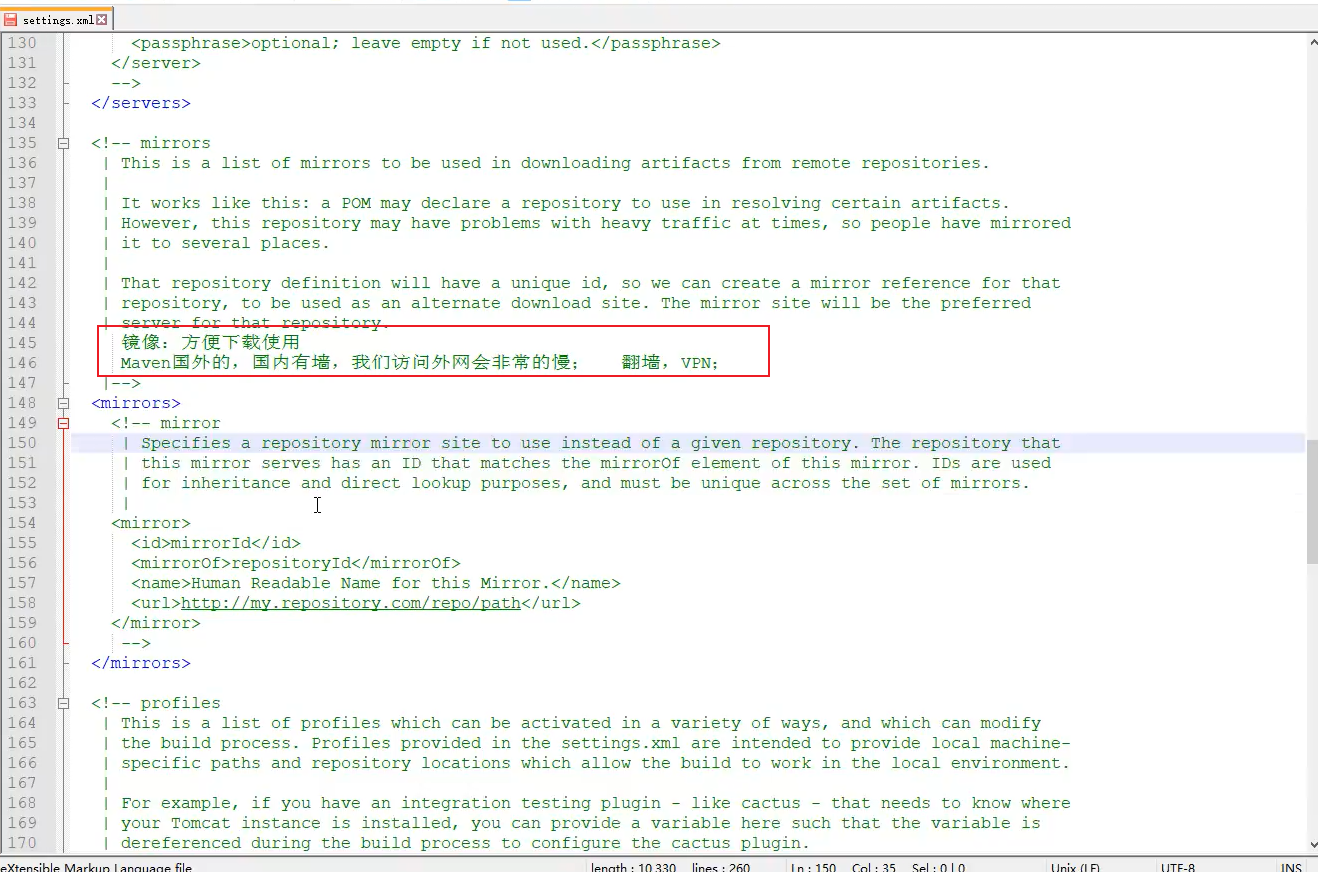 settings.xml
130 <passphrase>optional; leave empty if not used.</passphrase>
131 </server>
132 -->
133 </servers>
134
135 <!-- mirrors
136 | This is a list of mirrors to be used in downloading artifacts from remote repositories.
137 |
138 | It works like this: a POM may declare a repository to use in resolving certain artifacts.
139 | However, this repository may have problems with heavy traffic at times, so people have mirrored
140 | it to several places.
141 |
142 | That repository definition will have a unique id, so we can create a mirror reference for that
143 | repository, to be used as an alternate download site. The mirror site will be the preferred
144 | server for that repository.
145 镜像：方便下载使用
146 Maven国外的，国内有墙，我们访问外网会非常的慢； 翻墙，VPN；
147 |-->
148 <mirrors>
149 <!-- mirror
150 | Specifies a repository mirror site to use instead of a given repository. The repository that
151 | this mirror serves has an ID that matches the mirrorOf element of this mirror. IDs are used
152 | for inheritance and direct lookup purposes, and must be unique across the set of mirrors.
153 |
154 <mirror>
155 <id>mirrorId</id>
156 <mirrorOf>repositoryId</mirrorOf>
157 <name>Human Readable Name for this Mirror.</name>
158 <url>http://my.repository.com/repo/path</url>
159 </mirror>
160 -->
161 </mirrors>
162
163 <!-- profiles
164 | This is a list of profiles which can be activated in a variety of ways, and which can modify
165 | the build process. Profiles provided in the settings.xml are intended to provide local machine-
166 | specific paths and repository locations which allow the build to work in the local environment.
167 |
168 | For example, if you have an integration testing plugin - like cactus - that needs to know where
169 | your Tomcat instance is installed, you can provide a variable here such that the variable is
170 | dereferenced during the build process to configure the cactus plugin.
eXtensible Markup Language file length : 10,330 lines : 260 Ln : 150 Col : 35 Sel : 0 | 0 Unix (LF) UTF-8 INS